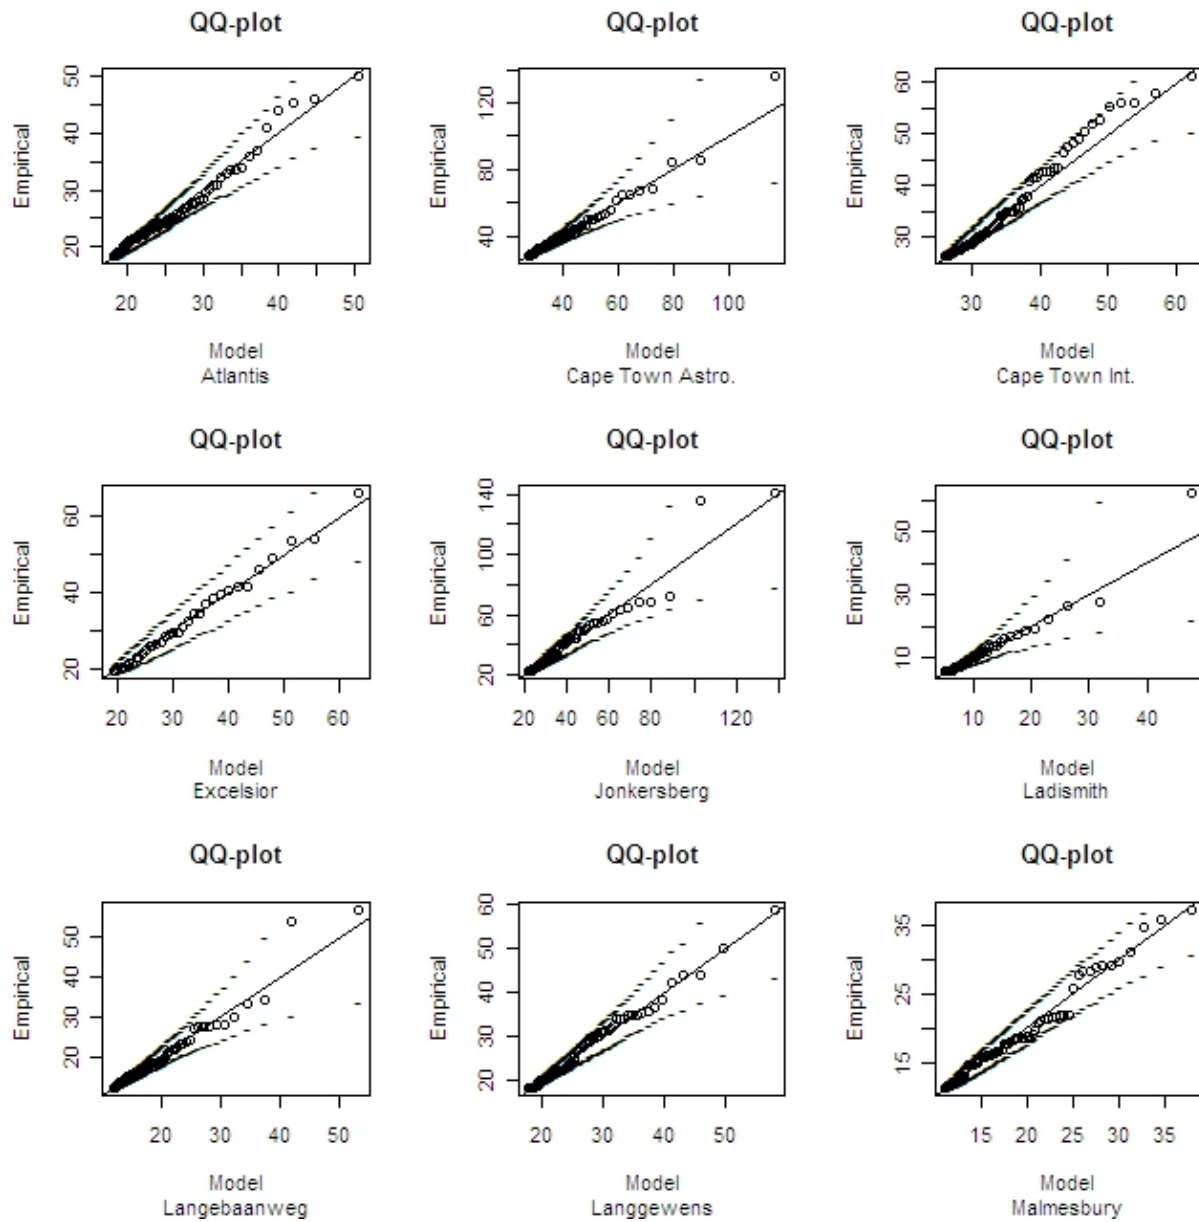 QQ-plot QQ-plot QQ-plot
Empirical
50
40
30
20
20 30 40 50
Model
Atlantis
Empirical
120
80
40
40 60 80 100
Model
Cape Town Astro.
Empirical
60
50
40
30
30 40 50 60
Model
Cape Town Int.
QQ-plot QQ-plot QQ-plot
Empirical
60
40
20
20 30 40 50 60
Model
Excelsior
Empirical
140
100
60
20
20 40 60 80 120
Model
Jonkersberg
Empirical
50
30
10
10 20 30 40
Model
Ladismith
QQ-plot QQ-plot QQ-plot
Empirical
50
40
30
20
20 30 40 50
Model
Langebaanweg
Empirical
60
50
40
30
20
20 30 40 50
Model
Langgewens
Empirical
35
25
15
15 20 25 30 35
Model
Malmesbury